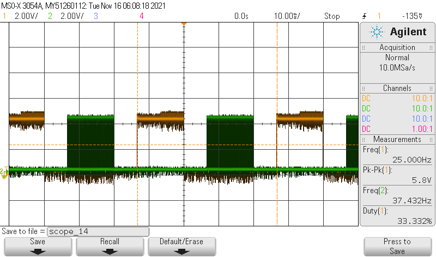 MSO-X 3054A, MY51260112: Tue Nov 16 06:08:18 2021
1 2.00V/ 2 2.00V/ 3 4 0.0s 10.00ms/ Stop 1 -135V
Agilent
Acquisition
Normal
10.0MSa/s
Channels
DC 10.0:1
DC 10.0:1
DC 10.0:1
DC 1.00:1
Measurements
Freq(1):
25.000Hz
Pk-Pk(1):
5.8V
Freq(2):
37.432Hz
Duty(1):
33.332%
Save to file = scope_14
Save
Recall
Default/Erase
Press to
Save